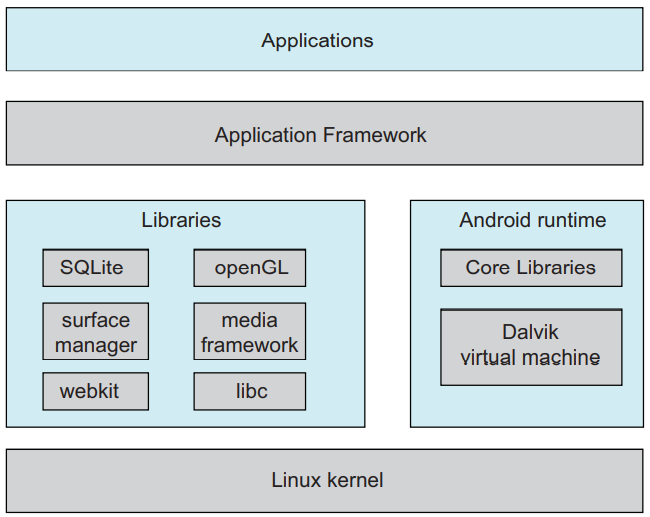 Applications
Application Framework
Libraries
SQLite
openGL
surface
manager
media
framework
webkit
libc
Android runtime
Core Libraries
Dalvik
virtual machine
Linux kernel